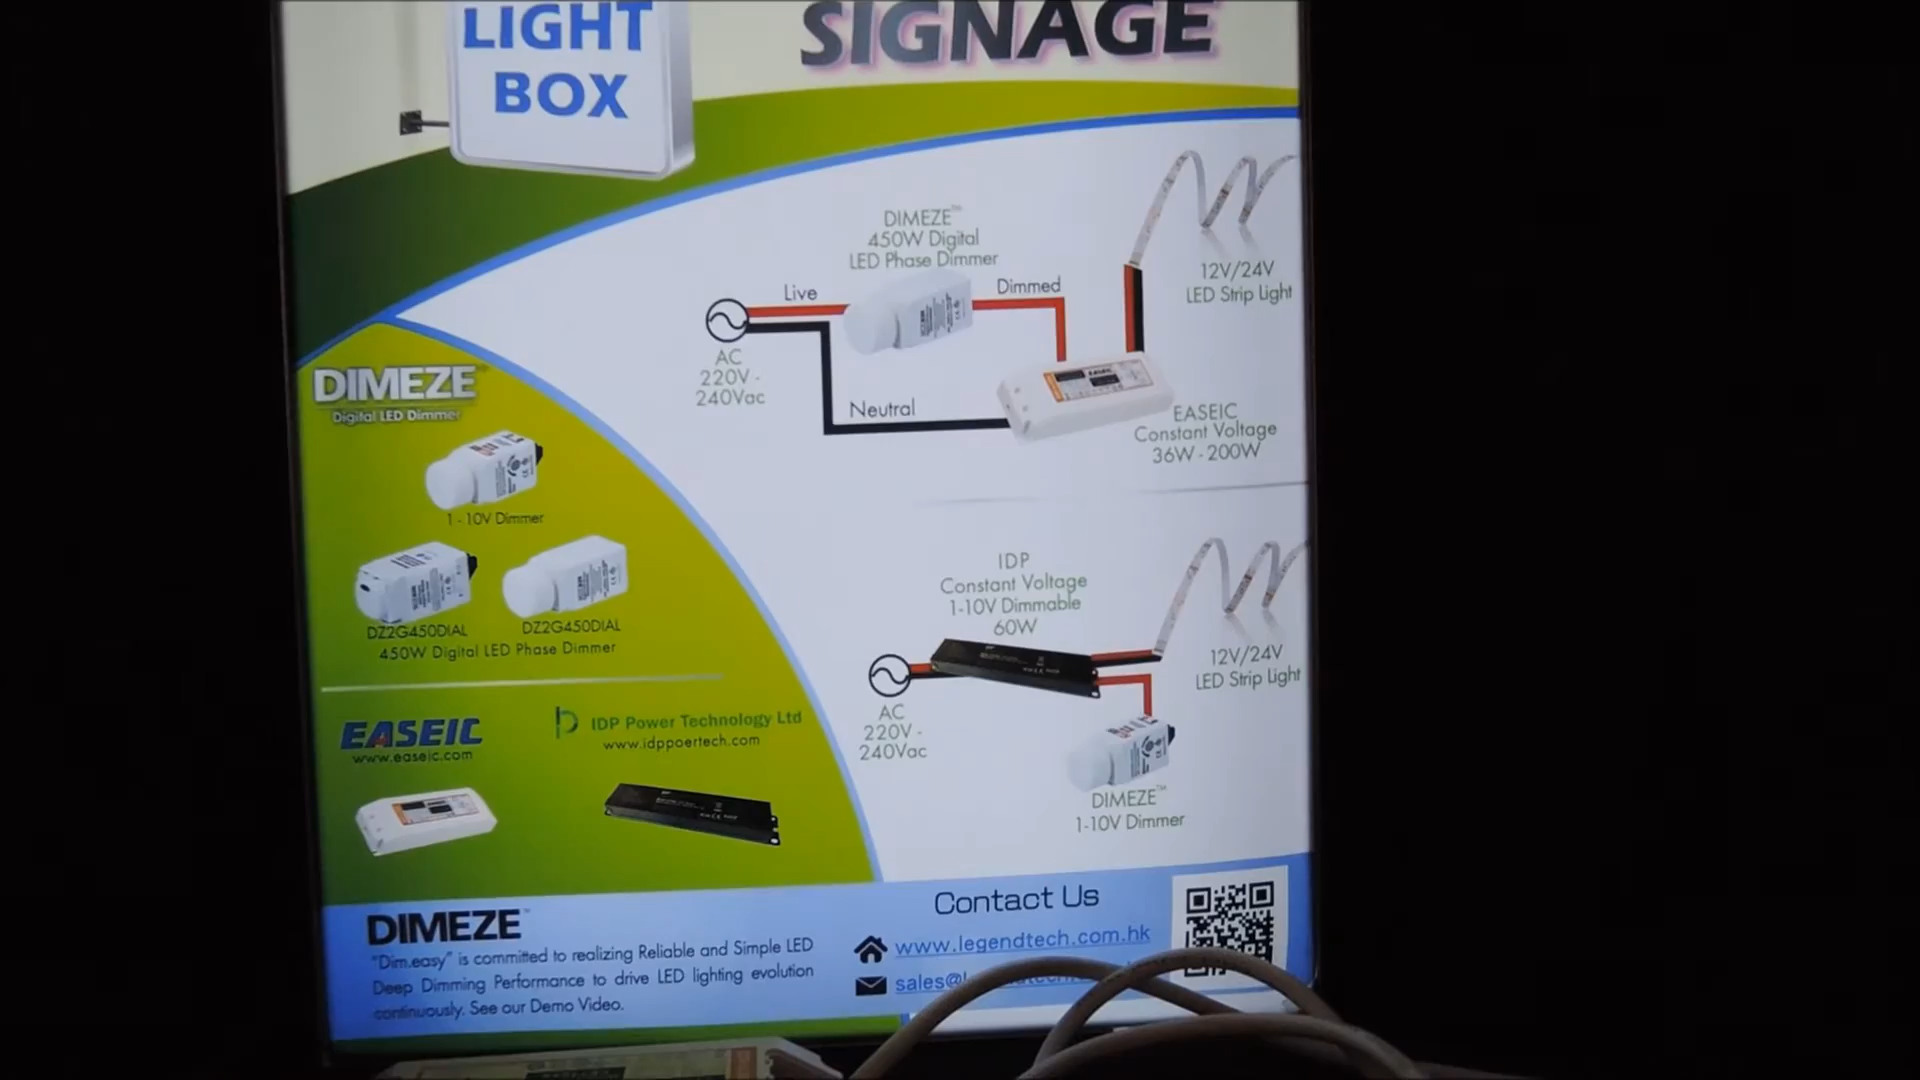 LIGHT
BOX
SIGNAGE
DIMEZE™
450W Digital
LED Phase Dimmer
Live
Dimmed
12V/24V
LED Strip Light
AC
220V -
240Vac
Neutral
EASEIC
Constant Voltage
36W - 200W
DIMEZE
Digital LED Dimmer
1 - 10V Dimmer
DZ2G450DIAL
DZ2G450DIAL
450W Digital LED Phase Dimmer
IDP
Constant Voltage
1-10V Dimmable
60W
12V/24V
LED Strip Light
AC
220V -
240Vac
DIMEZE™
1-10V Dimmer
EASEIC
www.easeic.com
IDP Power Technology Ltd
www.idppoertech.com
DIMEZE™
"Dim.easy" is committed to realizing Reliable and Simple LED
Deep Dimming Performance to drive LED lighting evolution
continuously. See our Demo Video.
Contact Us
www.legendtech.com.hk
sales@